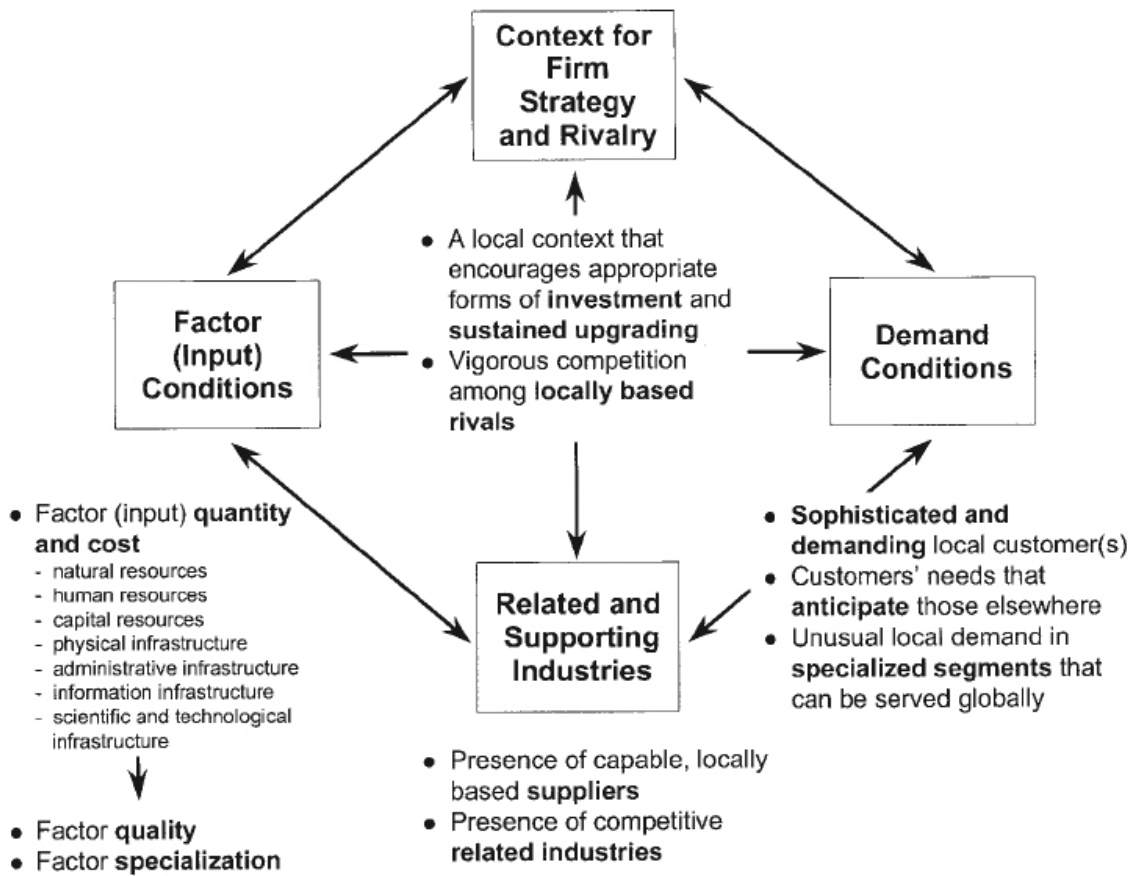 Context for
Firm
Strategy
and Rivalry
● A local context that
encourages appropriate
forms of investment and
sustained upgrading
● Vigorous competition
among locally based
rivals
Factor
(Input)
Conditions
Demand
Conditions
● Factor (input) quantity
and cost
- natural resources
- human resources
- capital resources
- physical infrastructure
- administrative infrastructure
- information infrastructure
- scientific and technological
infrastructure
● Factor quality
● Factor specialization
Related and
Supporting
Industries
● Presence of capable, locally
based suppliers
● Presence of competitive
related industries
● Sophisticated and
demanding local customer(s)
● Customers' needs that
anticipate those elsewhere
● Unusual local demand in
specialized segments that
can be served globally